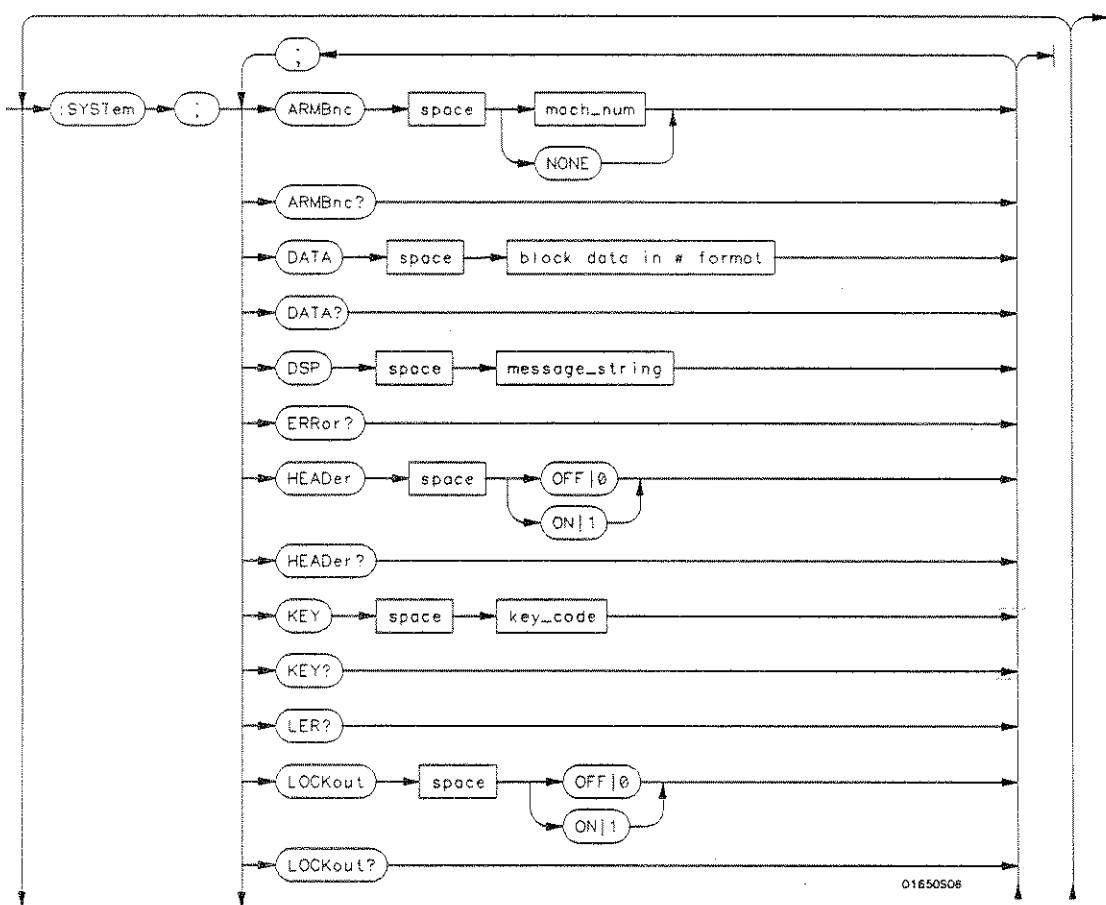 ;
:SYSTem : ARMBnc space mach_num
NONE
ARMBnc?
DATA space block data in # format
DATA?
DSP space message_string
ERRor?
HEADer space OFF|0
ON|1
HEADer?
KEY space key_code
KEY?
LER?
LOCKout space OFF|0
ON|1
LOCKout?
01650S08